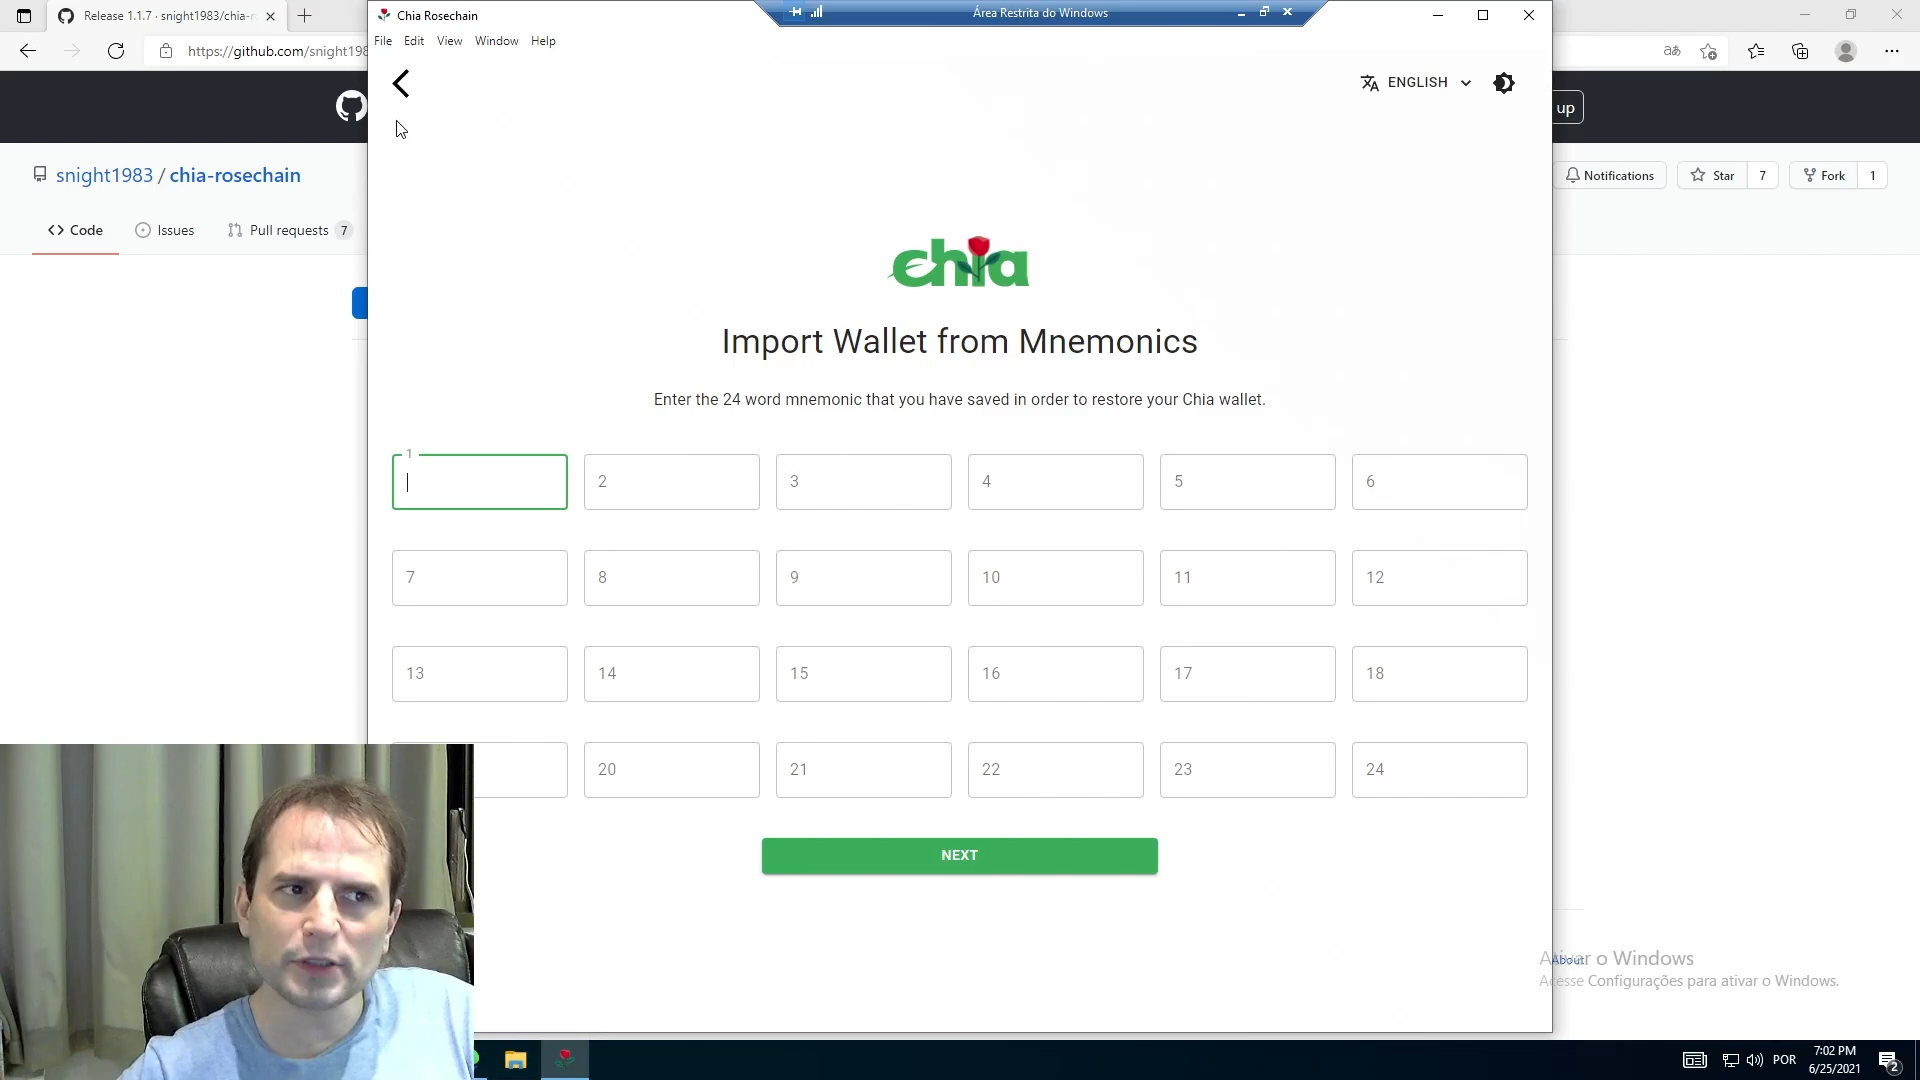 Release 1.1.7 · snight1983/chia-r
https://github.com/snight198
Chia Rosechain
Área Restrita do Windows
File Edit View Window Help
ENGLISH
up
snight1983 / chia-rosechain
Notifications
Star 7
Fork 1
Code
Issues
Pull requests 7
chia
Import Wallet from Mnemonics
Enter the 24 word mnemonic that you have saved in order to restore your Chia wallet.
1 2 3 4 5 6
7 8 9 10 11 12
13 14 15 16 17 18
20 21 22 23 24
NEXT
About
Ativar o Windows
Acesse Configurações para ativar o Windows.
POR
7:02 PM
6/25/2021
2